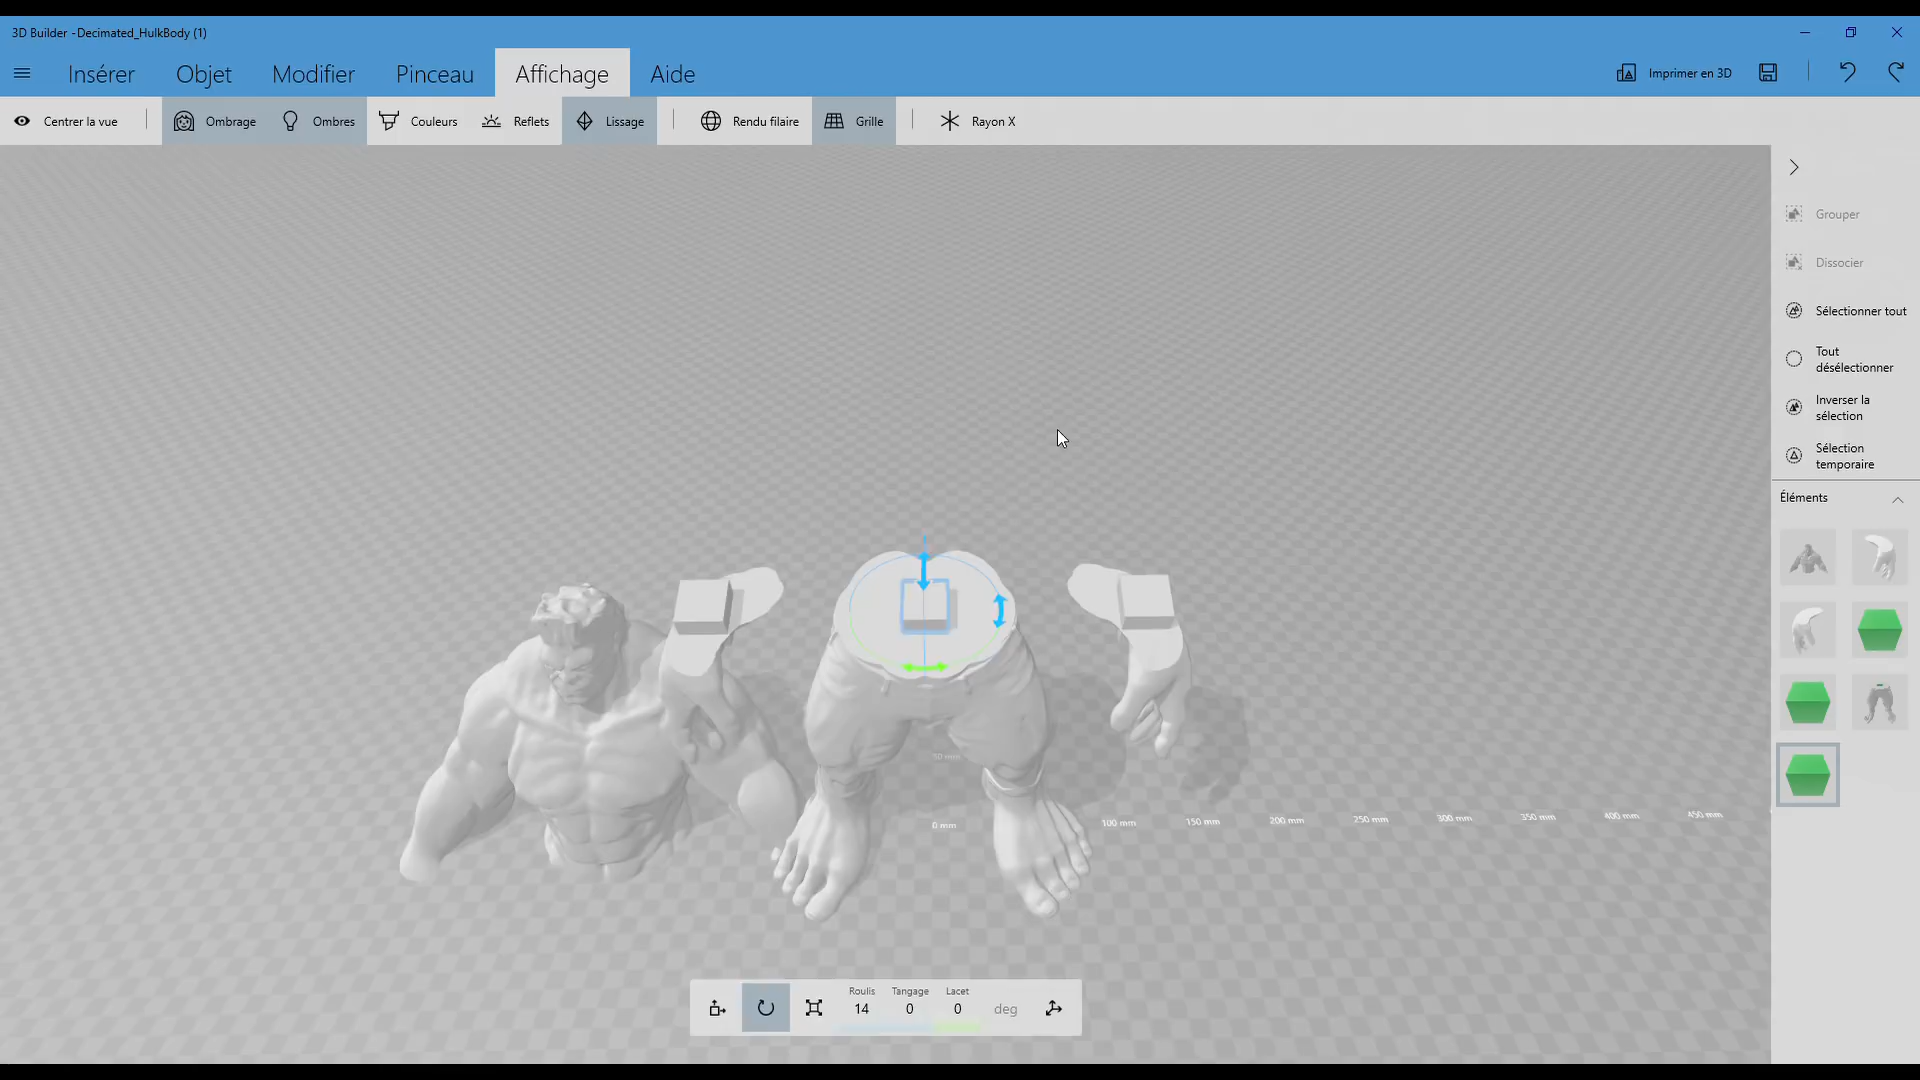 3D Builder - Decimated_HulkBody (1)
Insérer Objet Modifier Pinceau Affichage Aide
Imprimer en 3D
Centrer la vue Ombrage Ombres Couleurs Reflets Lissage Rendu filaire Grille Rayon X
Grouper
Dissocier
Sélectionner tout
Tout
désélectionner
Inverser la
sélection
Sélection
temporaire
Éléments
50 mm
0 mm 100 mm 150 mm 200 mm 250 mm 300 mm 350 mm 400 mm 450 mm
Roulis Tangage Lacet
14 0 0 deg